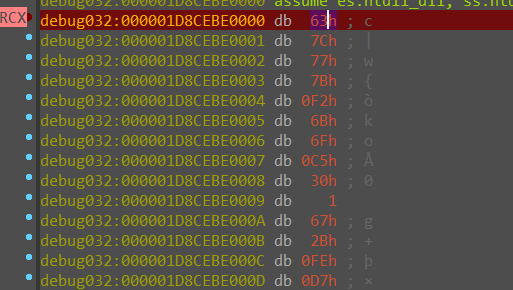 debug032:000001D8CEBE0000 assume es:ntdll_dll, ss:nto
RCX debug032:000001D8CEBE0000 db 63h ; c
debug032:000001D8CEBE0001 db 7Ch ; |
debug032:000001D8CEBE0002 db 77h ; w
debug032:000001D8CEBE0003 db 7Bh ; {
debug032:000001D8CEBE0004 db 0F2h ; ò
debug032:000001D8CEBE0005 db 6Bh ; k
debug032:000001D8CEBE0006 db 6Fh ; o
debug032:000001D8CEBE0007 db 0C5h ; Å
debug032:000001D8CEBE0008 db 30h ; 0
debug032:000001D8CEBE0009 db 1
debug032:000001D8CEBE000A db 67h ; g
debug032:000001D8CEBE000B db 2Bh ; +
debug032:000001D8CEBE000C db 0FEh ; þ
debug032:000001D8CEBE000D db 0D7h ; ×